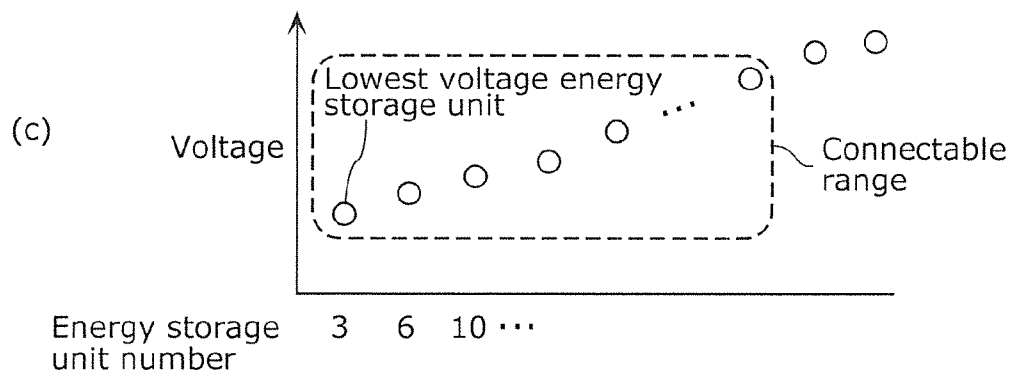 Lowest voltage energy
storage unit
(c)
Voltage
Connectable
range
Energy storage
unit number
3 6 10 ···